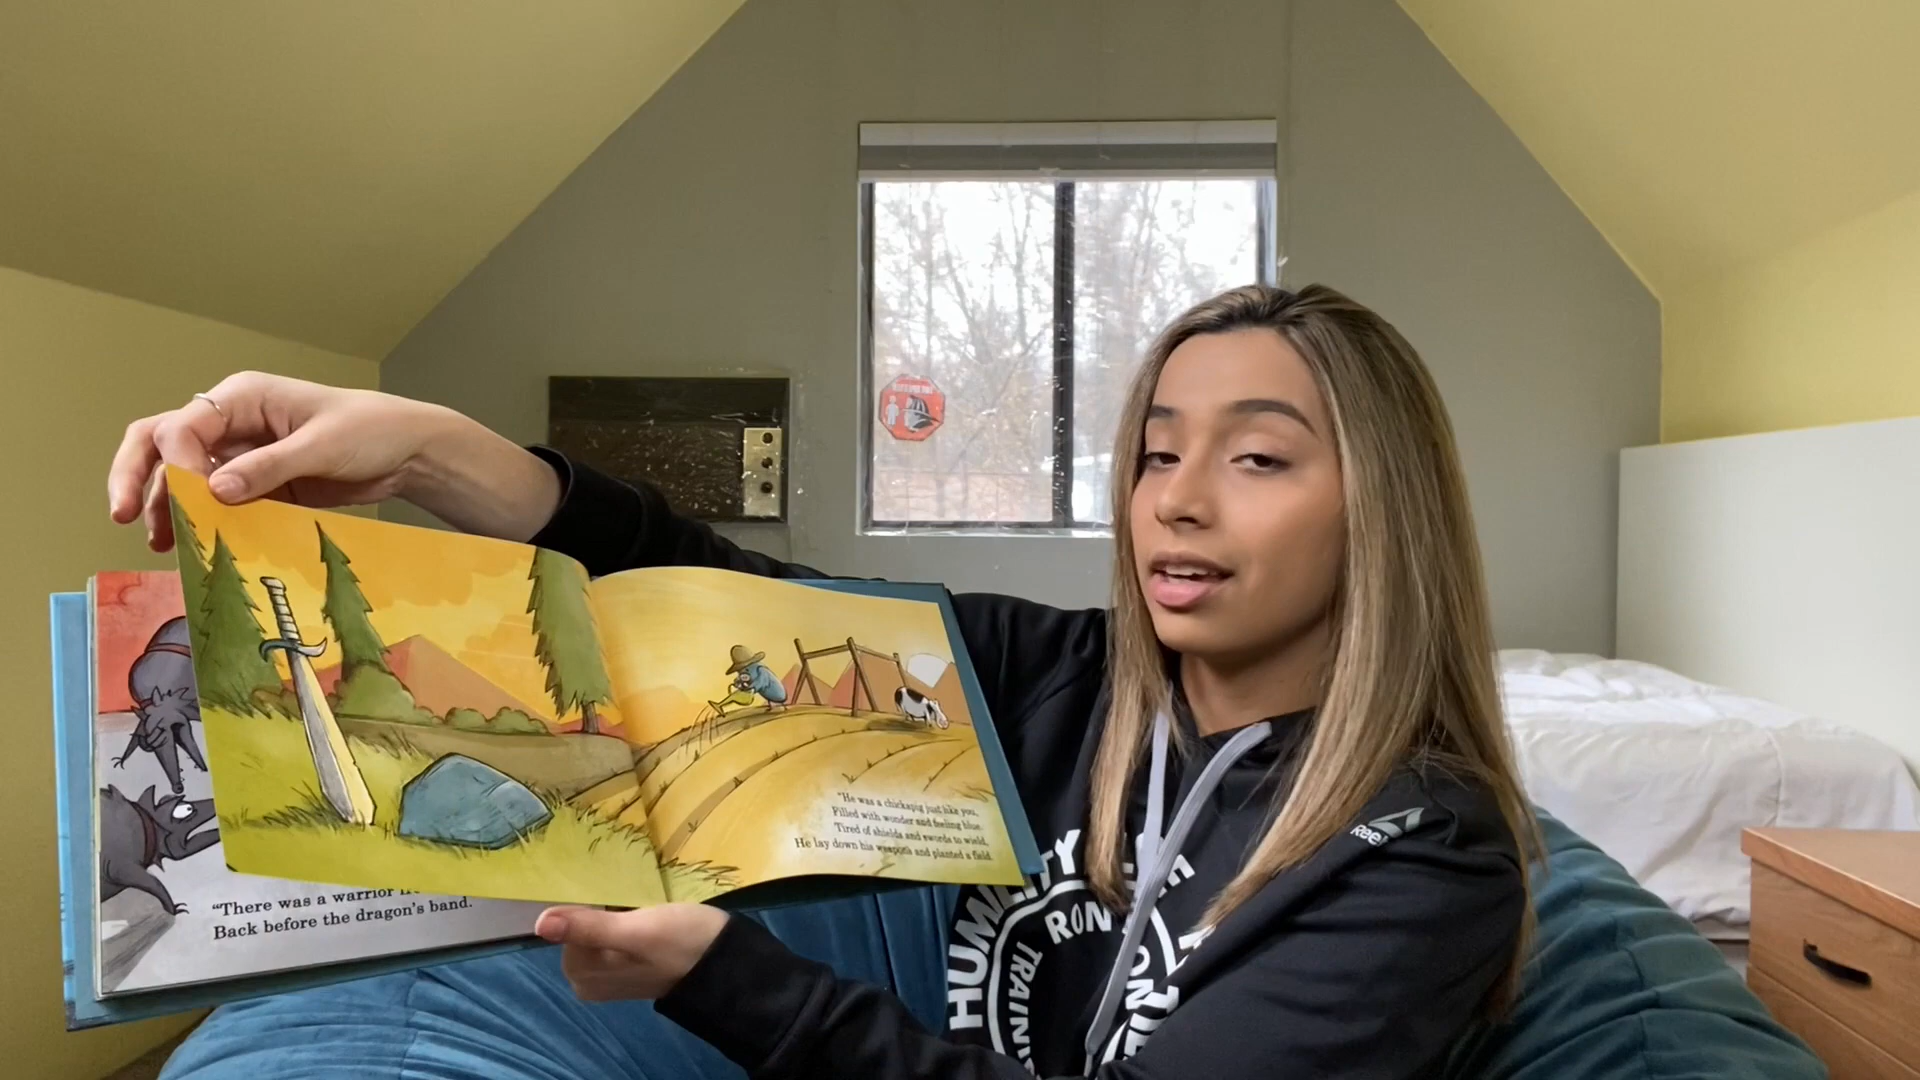 "There was a warrior
Back before the dragon's band.
"He was a chickapig just like you,
Filled with wonder and feeling blue.
Tired of shields and swords to wield,
He lay down his weapons and planted a field.
Reebok
HUMILITY
RON
TRAINING